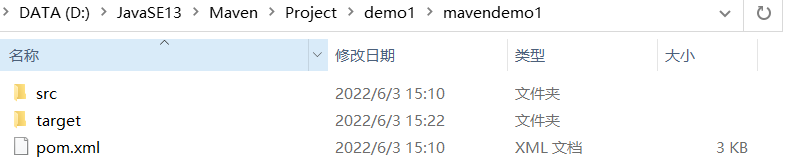 DATA (D:) > JavaSE13 > Maven > Project > demo1 > mavendemo1
名称 修改日期 类型 大小
src 2022/6/3 15:10 文件夹
target 2022/6/3 15:22 文件夹
pom.xml 2022/6/3 15:10 XML 文档 3 KB